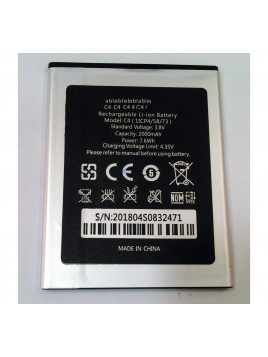 ableblelebleblm
C4 C4 C4 C4 C4 (
Rechargeable Li-ion Battery
Model: C4 ( 1ICP4/58/73 )
Standard Voltage: 3.8V
Capacity: 2000mAh
Power: 7.6Wh
Charging Voltage Limit: 4.35V
Please refer to manual before using battery.
S/N:201804S0832471
MADE IN CHINA